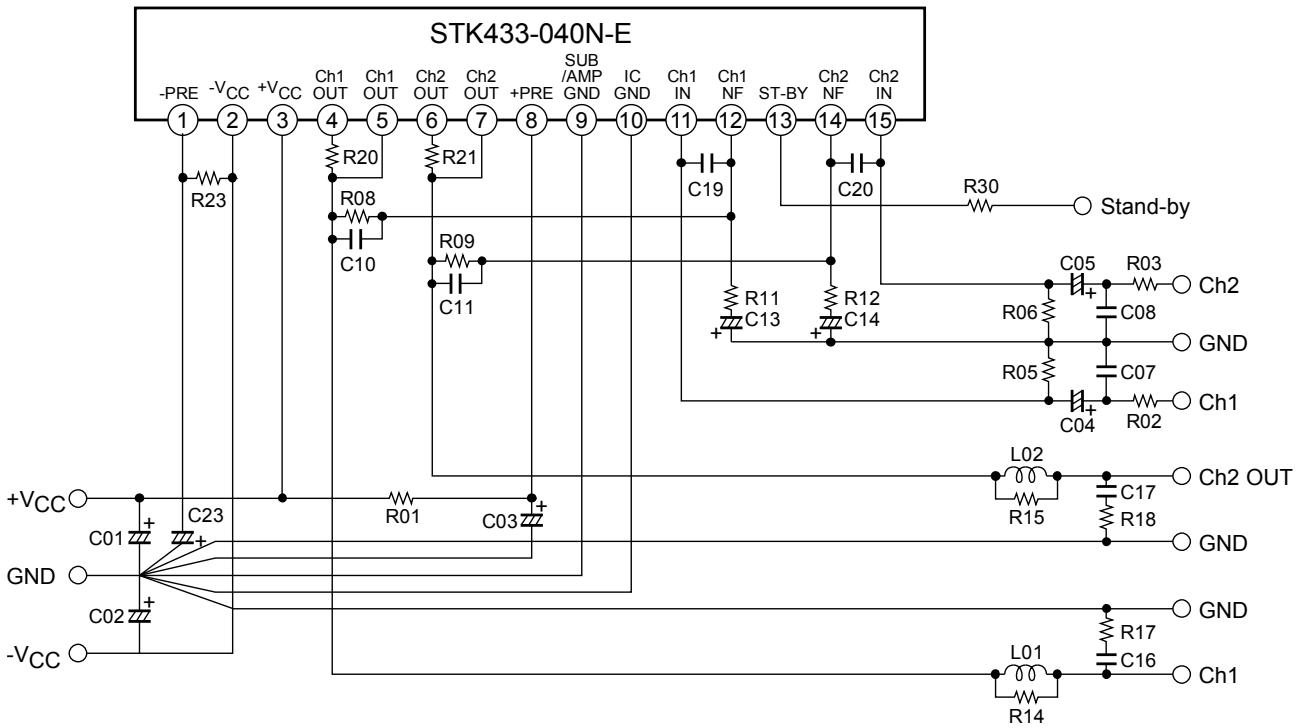 STK433-040N-E
-PRE
-VCC
+VCC
Ch1
OUT
Ch1
OUT
Ch2
OUT
Ch2
OUT
+PRE
SUB
/AMP
GND
IC
GND
Ch1
IN
Ch1
NF
ST-BY
Ch2
NF
Ch2
IN
1
2
3
4
5
6
7
8
9
10
11
12
13
14
15
R20
R21
C19
C20
R23
R30
Stand-by
R08
C10
R09
C11
C05
R03
Ch2
+
R11
C13
+
R12
C14
+
R06
C08
GND
R05
C07
C04
+
R02
Ch1
L02
R15
Ch2 OUT
C17
R18
GND
+VCC
C01
+
C23
+
R01
C03
+
GND
C02
+
-VCC
GND
R17
C16
L01
R14
Ch1